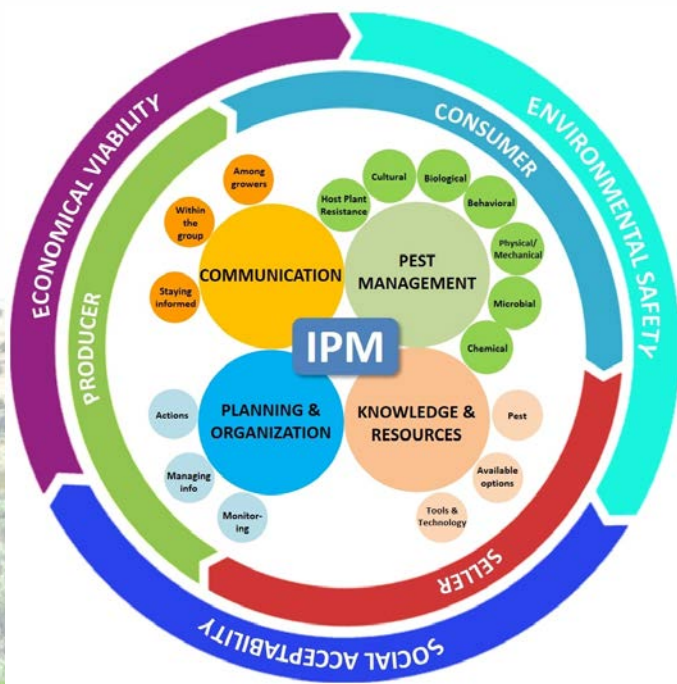 ECONOMICAL VIABILITY
ENVIRONMENTAL SAFETY
SOCIAL ACCEPTABILITY
PRODUCER
CONSUMER
SELLER
COMMUNICATION
Among
growers
Within
the
group
Staying
informed
PEST
MANAGEMENT
Host Plant
Resistance
Cultural
Biological
Behavioral
Physical/
Mechanical
Microbial
Chemical
IPM
PLANNING &
ORGANIZATION
Actions
Managing
info
Monitor-
ing
KNOWLEDGE &
RESOURCES
Pest
Available
options
Tools &
Technology